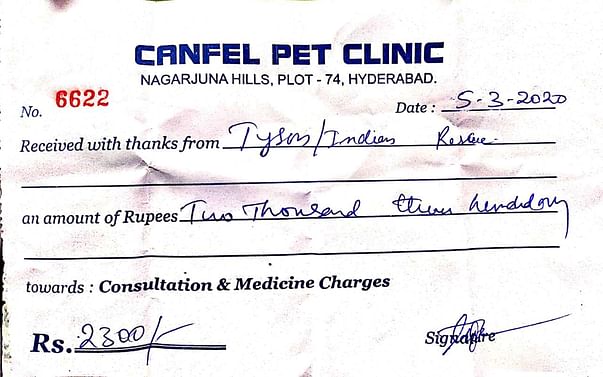 CANFEL PET CLINIC
NAGARJUNA HILLS, PLOT - 74, HYDERABAD.
No. 6622 Date : 5-3-2020
Received with thanks from Tyson/Indian Rescue
an amount of Rupees Two Thousand three hundred only
towards : Consultation & Medicine Charges
Rs. 2300/- Signature